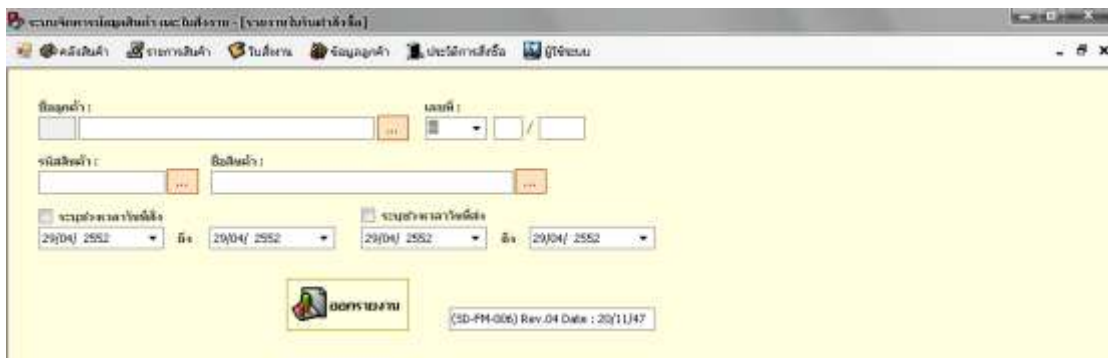 ระบบจัดการข้อมูลสินค้า และใบสั่งงาน - [รายงานใบรับคำสั่งซื้อ]
คลังสินค้า รายการสินค้า ใบสั่งงาน ข้อมูลลูกค้า ประวัติการสั่งซื้อ ผู้ใช้ระบบ
ชื่อลูกค้า : เลขที่ :
... /
รหัสสินค้า : ชื่อสินค้า :
... ...
ระบุช่วงเวลาวันที่สั่ง ระบุช่วงเวลาวันที่ส่ง
29/04/ 2552 ถึง 29/04/ 2552 29/04/ 2552 ถึง 29/04/ 2552
ออกรายงาน
(SD-FM-006) Rev.04 Date : 20/11/47